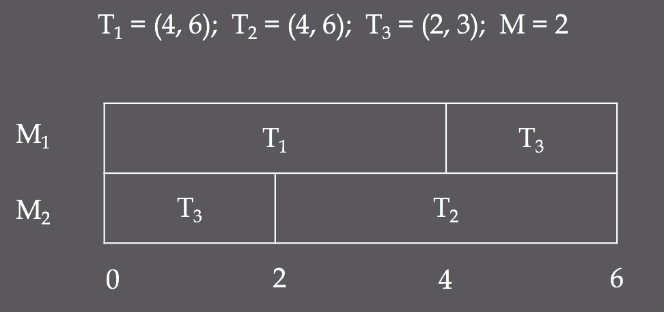 T₁ = (4, 6); T₂ = (4, 6); T₃ = (2, 3); M = 2
M₁ T₁ T₃
M₂ T₃ T₂
0 2 4 6